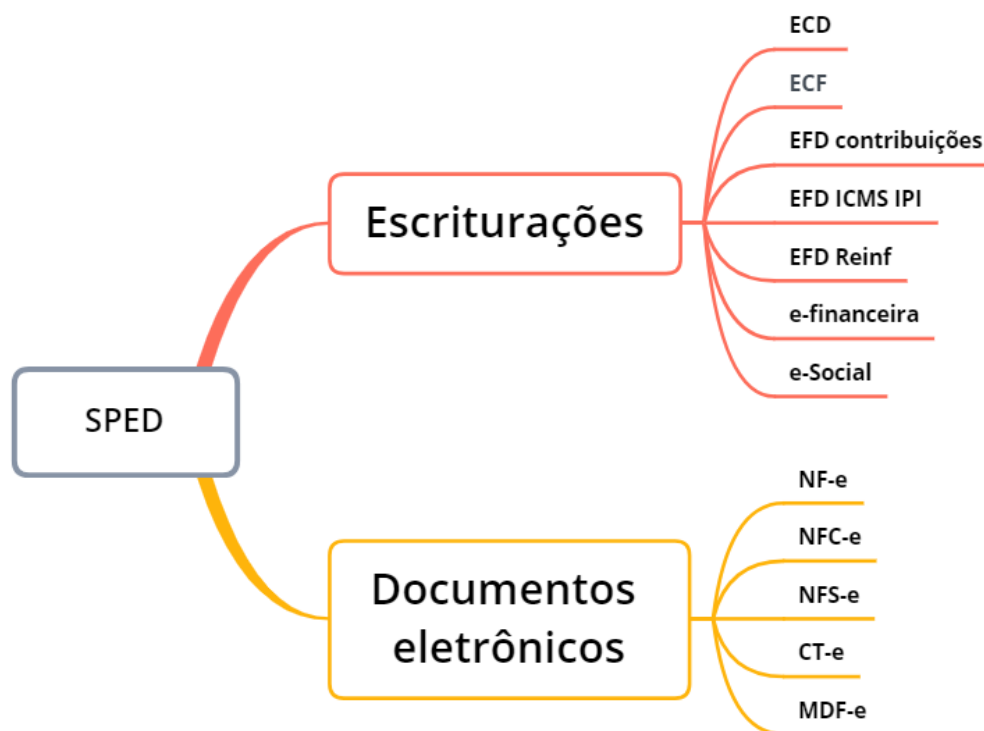 SPED
Escriturações
ECD
ECF
EFD contribuições
EFD ICMS IPI
EFD Reinf
e-financeira
e-Social
Documentos
eletrônicos
NF-e
NFC-e
NFS-e
CT-e
MDF-e